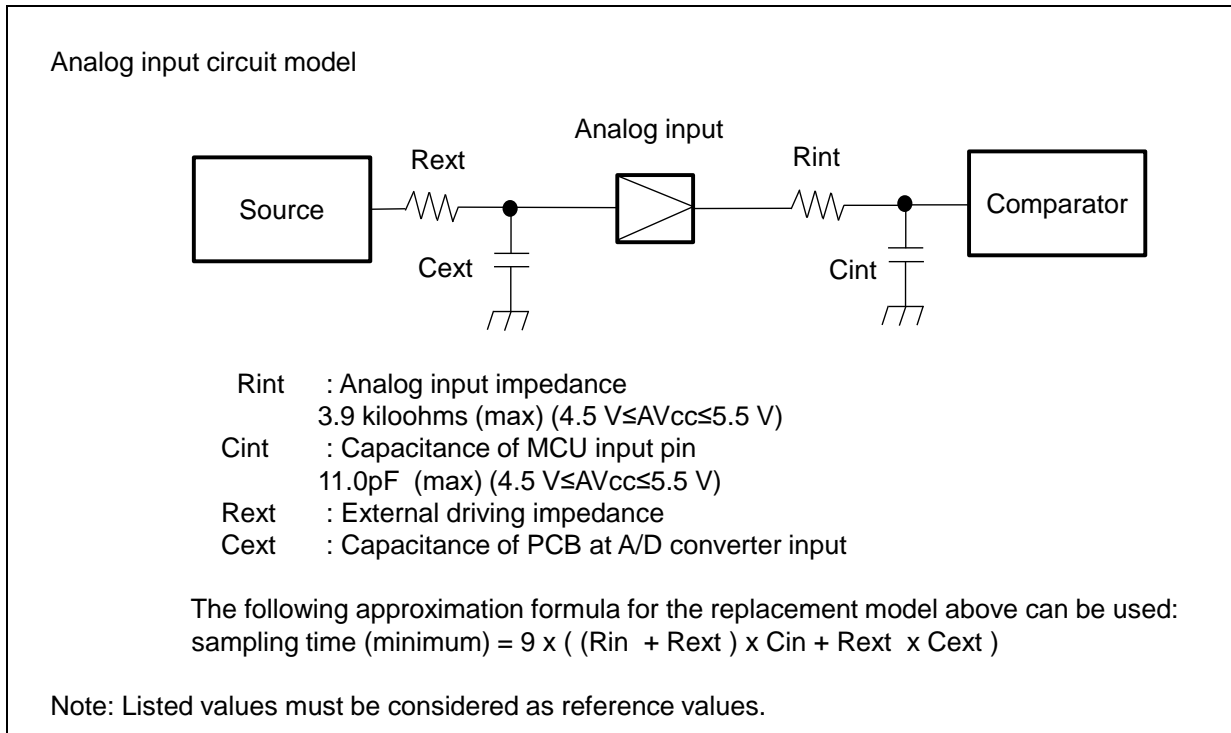 Analog input circuit model
Analog input
Rext
Rint
Source
Comparator
Cext
Cint
Rint : Analog input impedance
3.9 kiloohms (max) (4.5 V≤AVcc≤5.5 V)
Cint : Capacitance of MCU input pin
11.0pF (max) (4.5 V≤AVcc≤5.5 V)
Rext : External driving impedance
Cext : Capacitance of PCB at A/D converter input
The following approximation formula for the replacement model above can be used:
sampling time (minimum) = 9 x ( (Rin + Rext ) x Cin + Rext x Cext )
Note: Listed values must be considered as reference values.